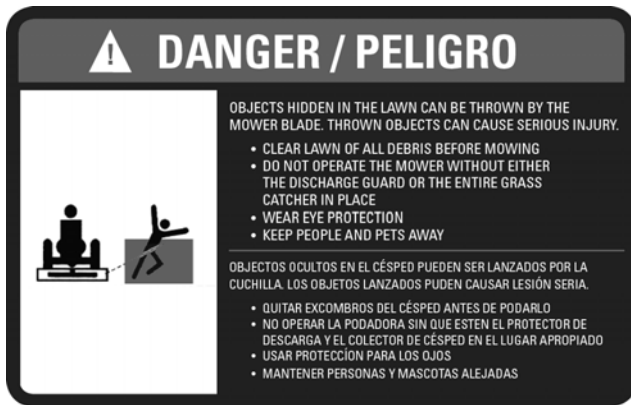 DANGER / PELIGRO
OBJECTS HIDDEN IN THE LAWN CAN BE THROWN BY THE
MOWER BLADE. THROWN OBJECTS CAN CAUSE SERIOUS INJURY.
• CLEAR LAWN OF ALL DEBRIS BEFORE MOWING
• DO NOT OPERATE THE MOWER WITHOUT EITHER
THE DISCHARGE GUARD OR THE ENTIRE GRASS
CATCHER IN PLACE
• WEAR EYE PROTECTION
• KEEP PEOPLE AND PETS AWAY
OBJECTOS OCULTOS EN EL CÉSPED PUEDEN SER LANZADOS POR LA
CUCHILLA. LOS OBJETOS LANZADOS PUDEN CAUSAR LESIÓN SERIA.
• QUITAR EXCOMBROS DEL CÉSPED ANTES DE PODARLO
• NO OPERAR LA PODADORA SIN QUE ESTEN EL PROTECTOR DE
DESCARGA Y EL COLECTOR DE CÉSPED EN EL LUGAR APROPIADO
• USAR PROTECCÍON PARA LOS OJOS
• MANTENER PERSONAS Y MASCOTAS ALEJADAS